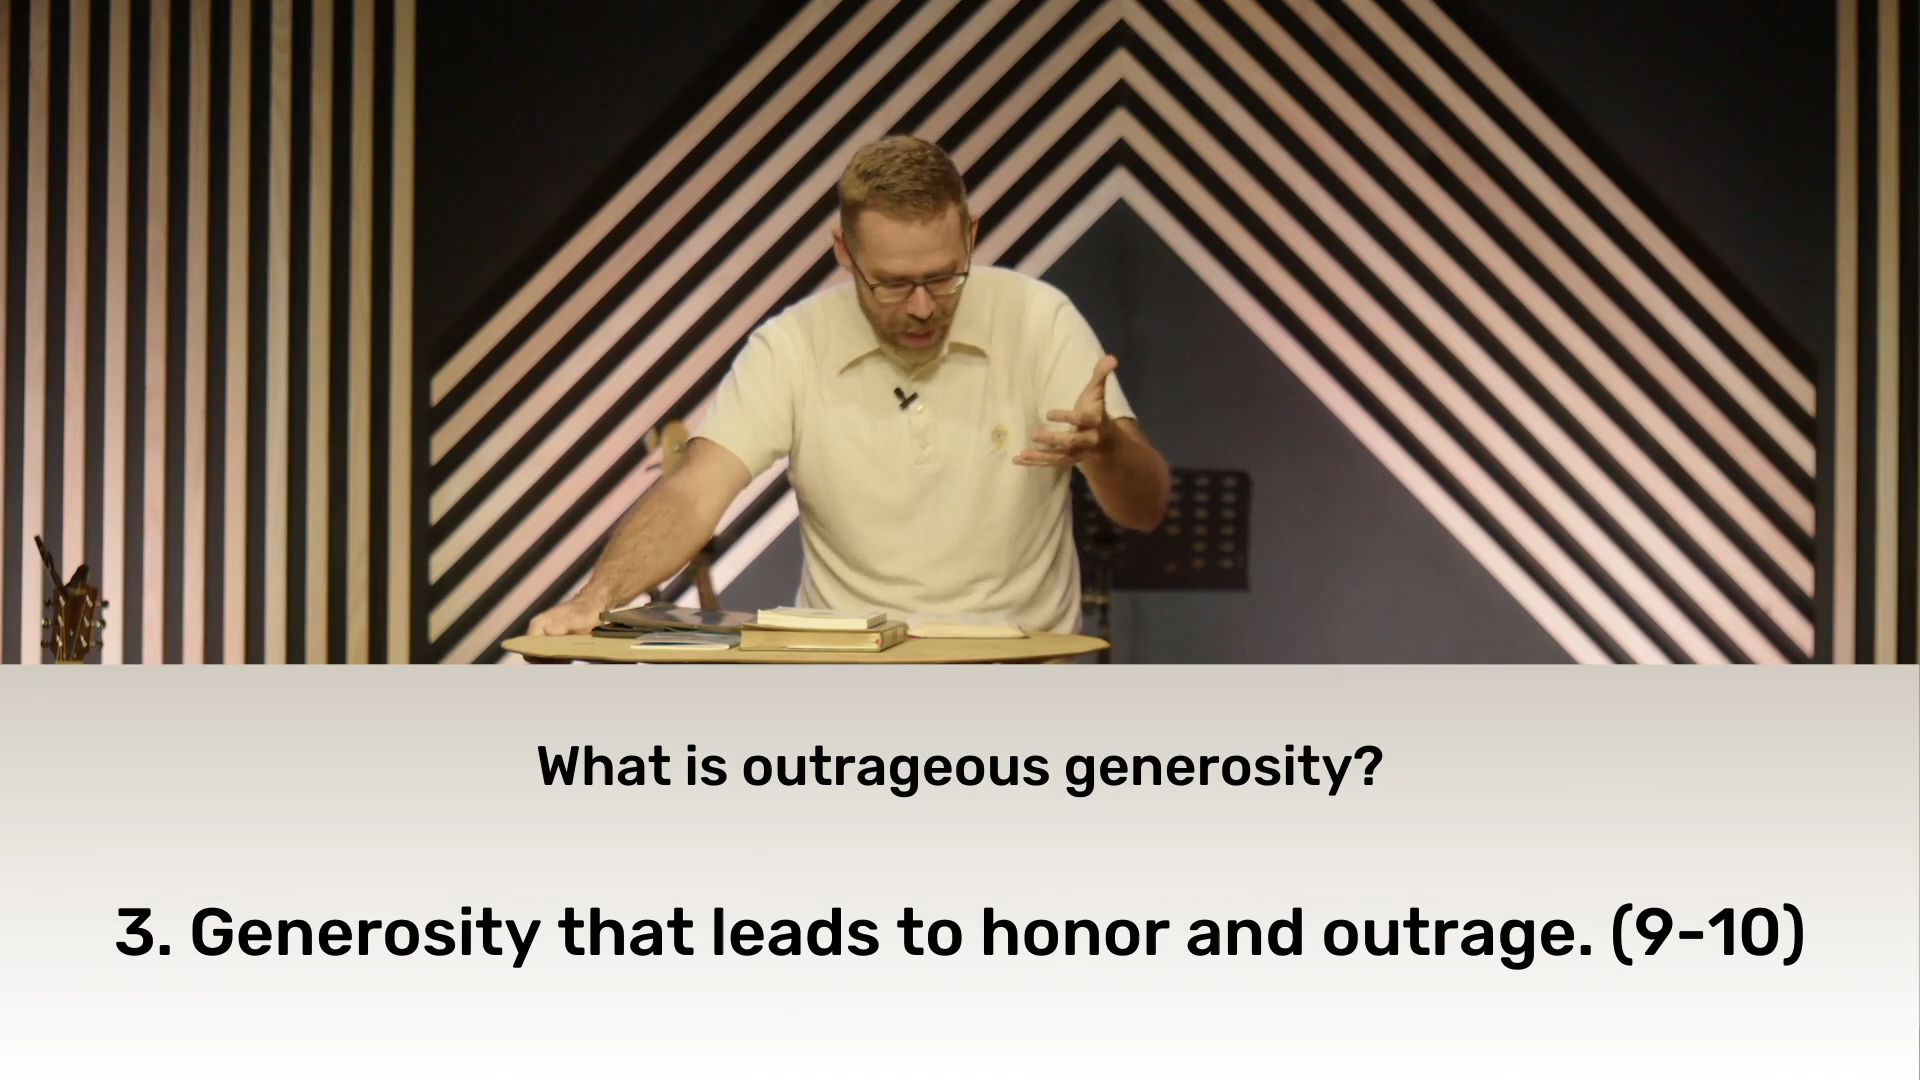 What is outrageous generosity?
3. Generosity that leads to honor and outrage. (9-10)